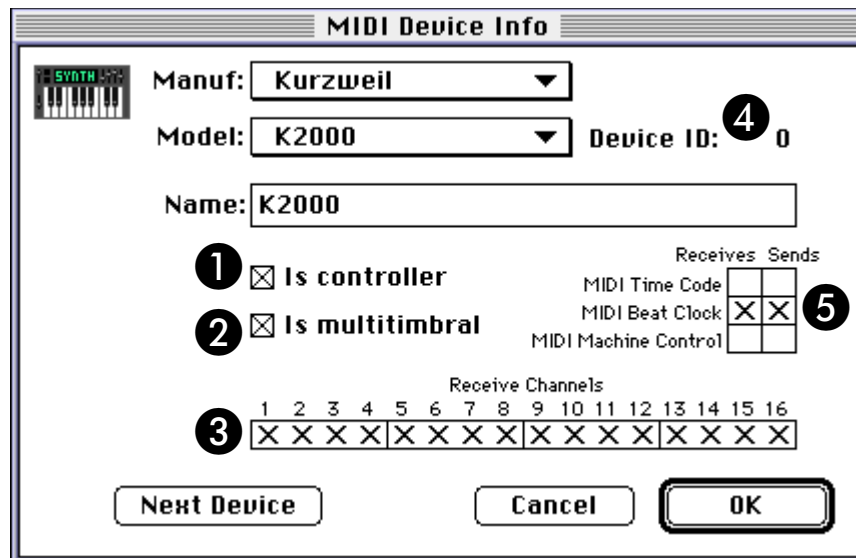 MIDI Device Info
SYNTH
Manuf: Kurzweil
Model: K2000
4
Device ID: 0
Name: K2000
1
Is controller
2
Is multitimbral
Receives Sends
MIDI Time Code
MIDI Beat Clock X X
5
MIDI Machine Control
Receive Channels
1 2 3 4 5 6 7 8 9 10 11 12 13 14 15 16
3
X X X X X X X X X X X X X X X X
Next Device
Cancel
OK